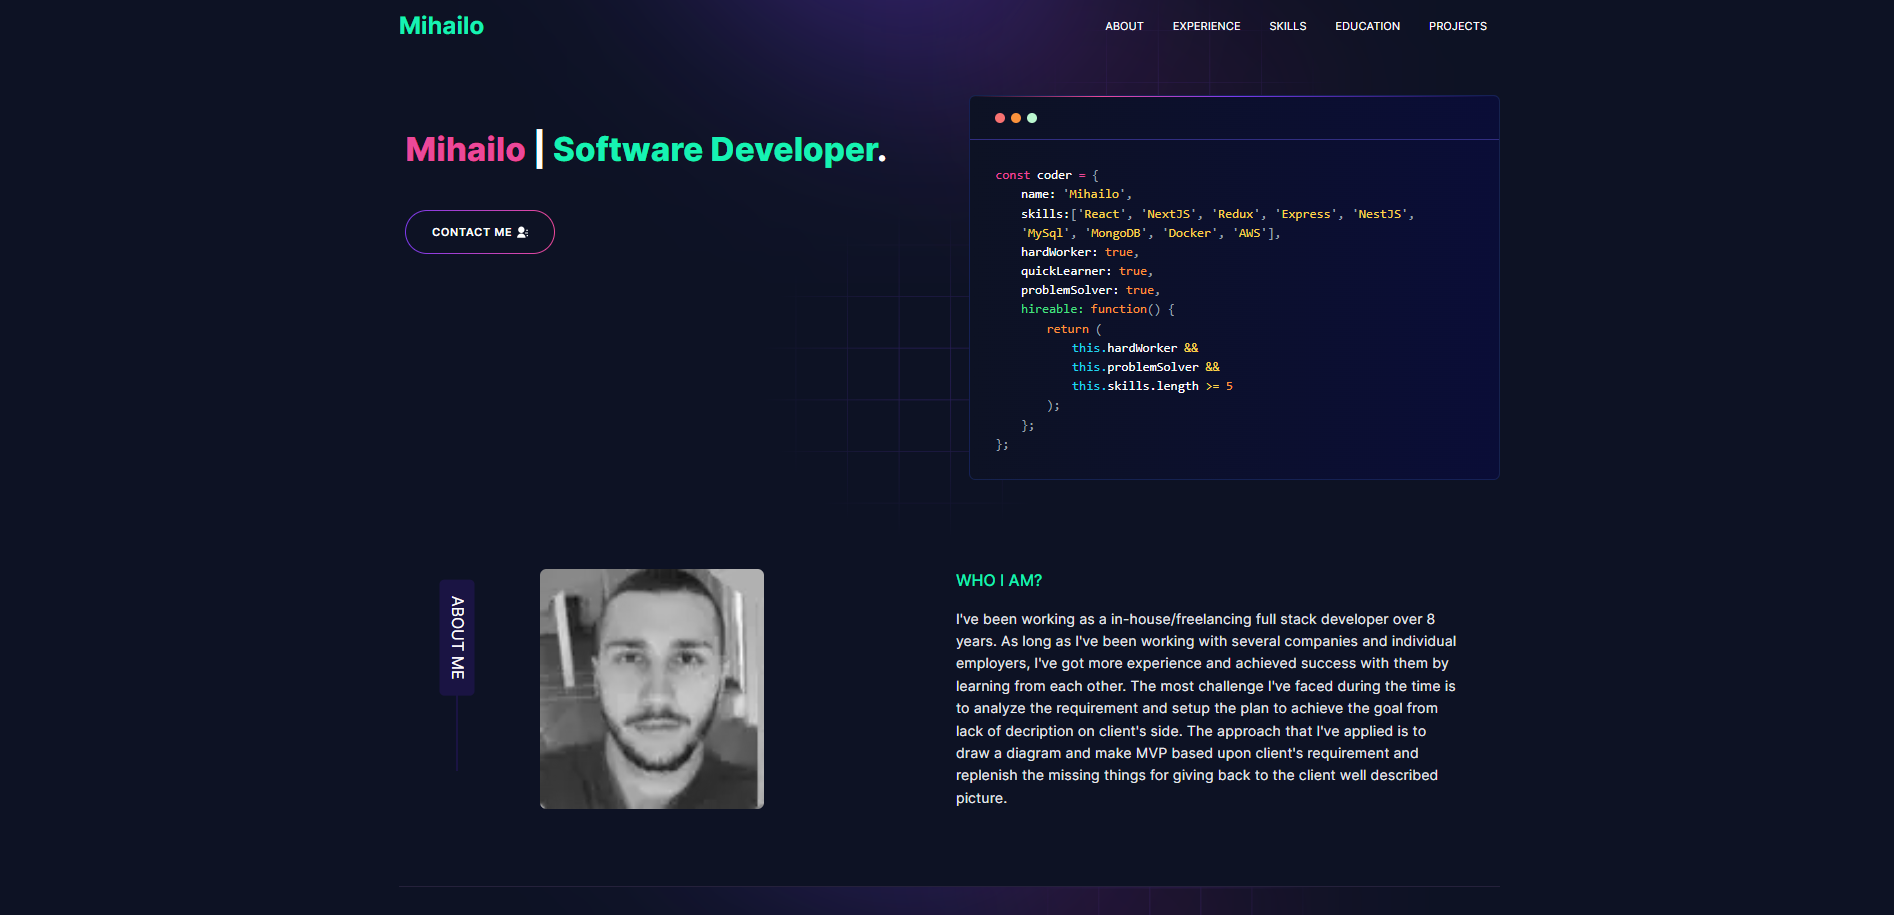 Mihailo
ABOUT EXPERIENCE SKILLS EDUCATION PROJECTS
Mihailo | Software Developer.
CONTACT ME
const coder = {
name: 'Mihailo',
skills:['React', 'NextJS', 'Redux', 'Express', 'NestJS',
'MySql', 'MongoDB', 'Docker', 'AWS'],
hardWorker: true,
quickLearner: true,
problemSolver: true,
hireable: function() {
return (
this.hardWorker &&
this.problemSolver &&
this.skills.length >= 5
);
};
};
ABOUT ME
WHO I AM?
I've been working as a in-house/freelancing full stack developer over 8
years. As long as I've been working with several companies and individual
employers, I've got more experience and achieved success with them by
learning from each other. The most challenge I've faced during the time is
to analyze the requirement and setup the plan to achieve the goal from
lack of decription on client's side. The approach that I've applied is to
draw a diagram and make MVP based upon client's requirement and
replenish the missing things for giving back to the client well described
picture.